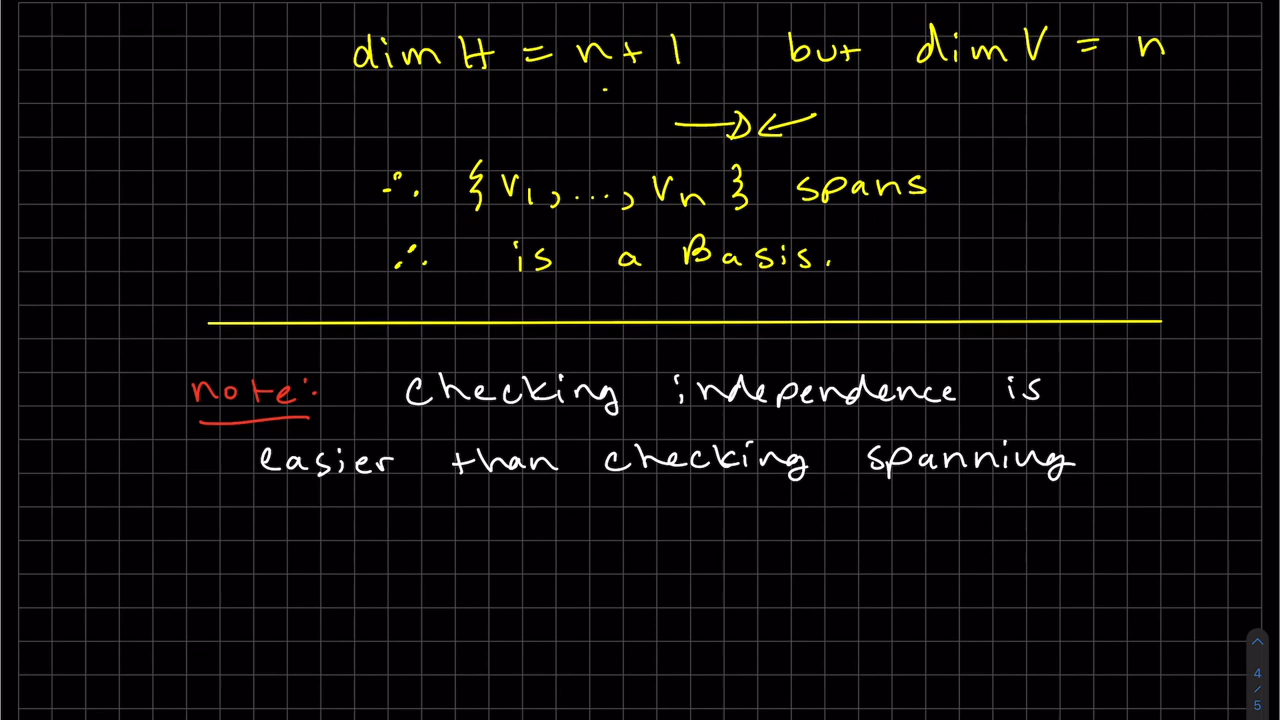 dim H = n + 1 but dim V = n
→←
∴ {v₁, ..., vₙ} spans
∴ is a Basis.
note: checking independence is
easier than checking spanning
4
/
5